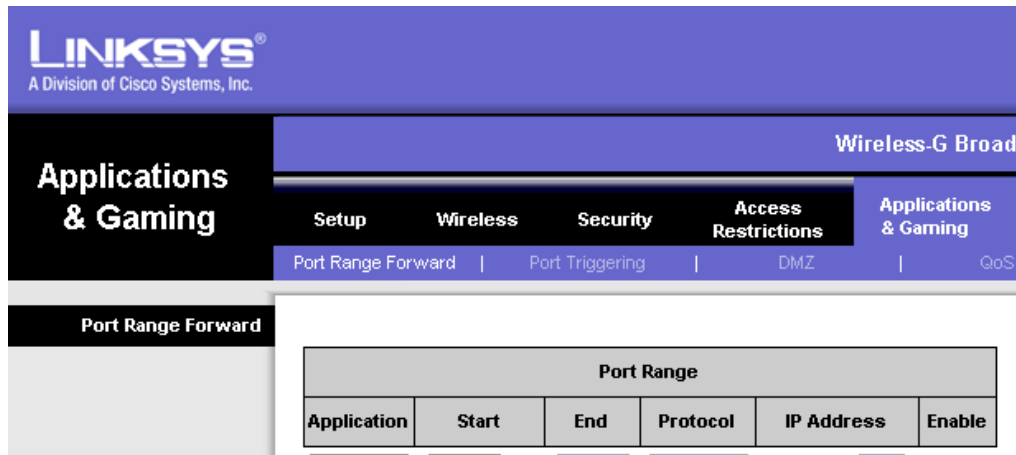 LINKSYS®
A Division of Cisco Systems, Inc.
Wireless-G Broad
Applications
& Gaming
Setup Wireless Security Access Restrictions Applications & Gaming
Port Range Forward | Port Triggering | DMZ | QoS
Port Range Forward
Port Range
Application Start End Protocol IP Address Enable